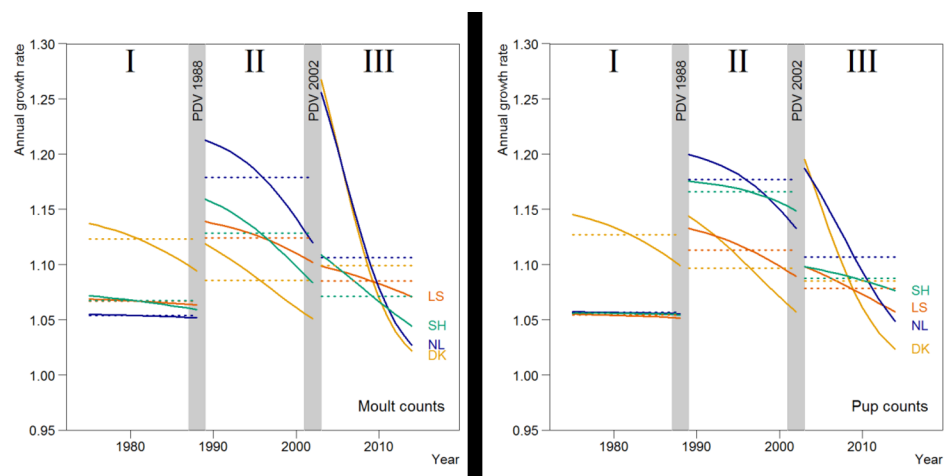 Annual growth rate
1.30
1.25
1.20
1.15
1.10
1.05
1.00
0.95
I
II
III
PDV 1988
PDV 2002
LS
SH
NL
DK
Moult counts
1980
1990
2000
2010
Year
Annual growth rate
1.30
1.25
1.20
1.15
1.10
1.05
1.00
0.95
I
II
III
PDV 1988
PDV 2002
SH
LS
NL
DK
Pup counts
1980
1990
2000
2010
Year